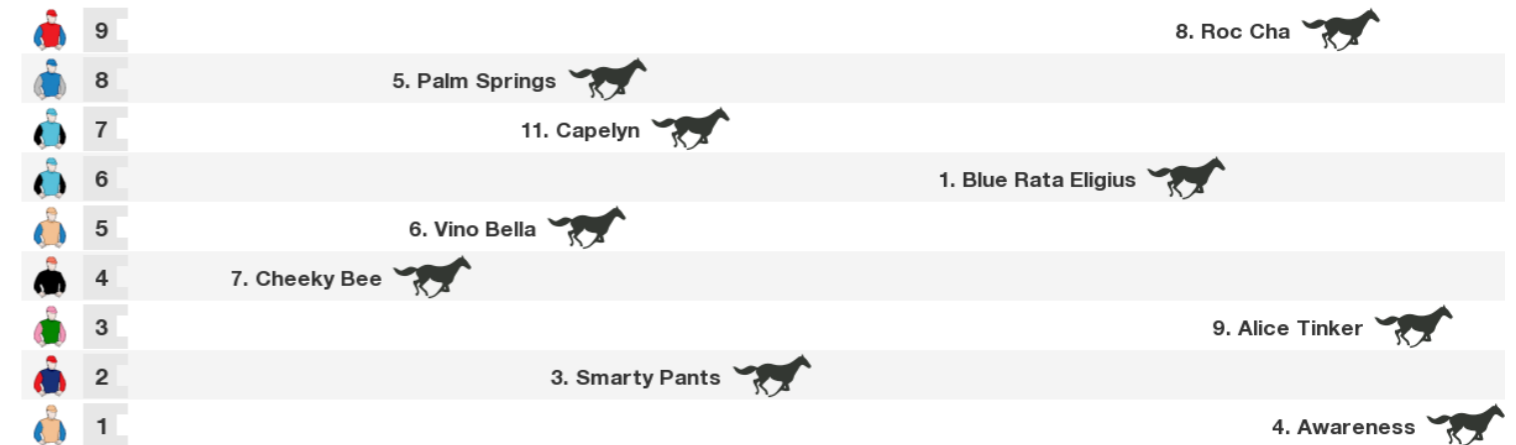 9 8. Roc Cha
8 5. Palm Springs
7 11. Capelyn
6 1. Blue Rata Eligius
5 6. Vino Bella
4 7. Cheeky Bee
3 9. Alice Tinker
2 3. Smarty Pants
1 4. Awareness